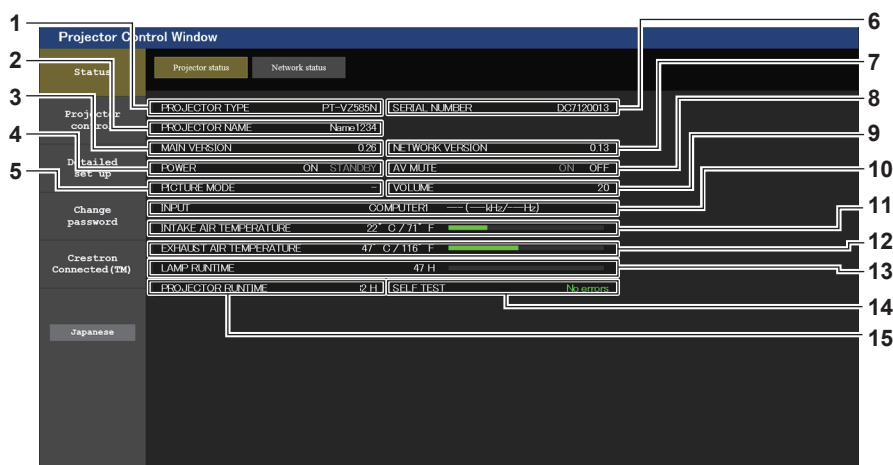 1
6
Projector Control Window
2
7
Status
Projector status
Network status
3
8
PROJECTOR TYPE PT-VZ585N
SERIAL NUMBER DC7120013
4
9
Projector
control
PROJECTOR NAME Name1234
MAIN VERSION 0.26
NETWORK VERSION 0.13
5
10
Detailed
set up
POWER ON STANDBY
AV MUTE ON OFF
PICTURE MODE -
VOLUME 20
11
Change
password
INPUT COMPUTER1 ---(---kHz/---Hz)
INTAKE AIR TEMPERATURE 22° C / 71° F
12
EXHAUST AIR TEMPERATURE 47° C / 116° F
13
Crestron
Connected(TM)
LAMP RUNTIME 47 H
PROJECTOR RUNTIME 2 H
SELF TEST No errors
14
Japanese
15